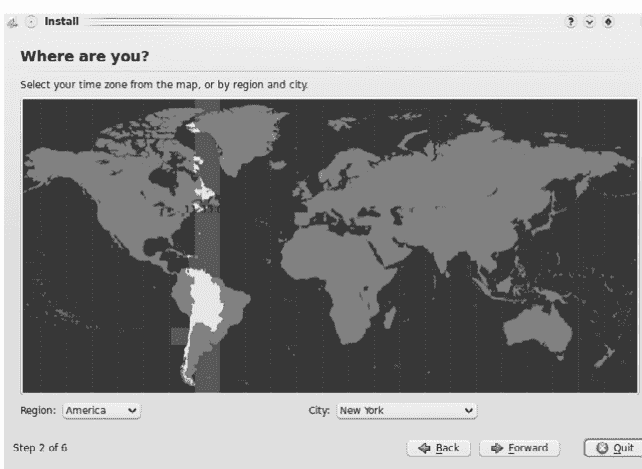 Install
Where are you?
Select your time zone from the map, or by region and city.
Region: America
City: New York
Step 2 of 6
Back
Forward
Quit